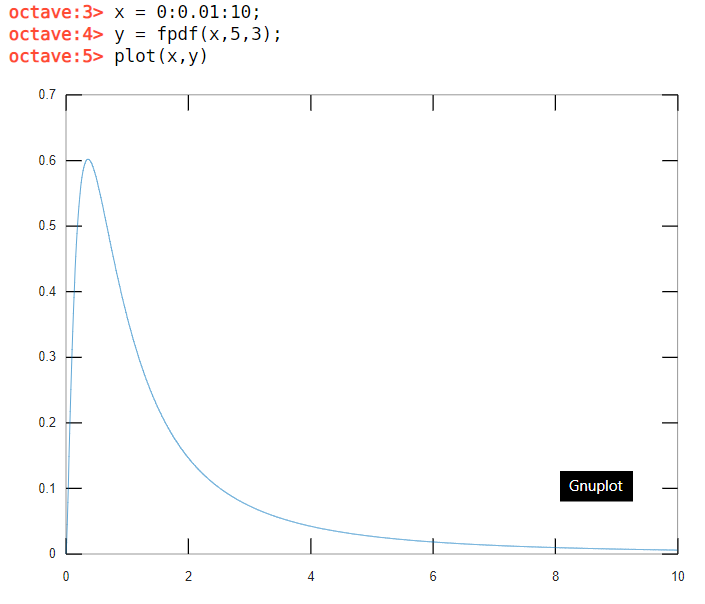 octave:3> x = 0:0.01:10;
octave:4> y = fpdf(x,5,3);
octave:5> plot(x,y)
0.7
0.6
0.5
0.4
0.3
0.2
0.1
Gnuplot
0
0 2 4 6 8 10